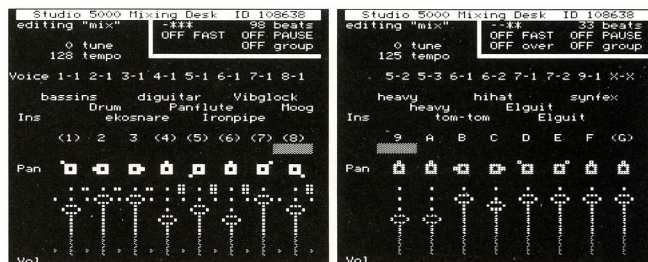 Studio 5000 Mixing Desk ID 108638
editing "mix" -*** 98 beats
OFF FAST OFF PAUSE
0 tune OFF group
128 tempo
Voice 1-1 2-1 3-1 4-1 5-1 6-1 7-1 8-1
bassins diguitar Vibglock
Drum Panflute Moog
Ins ekosnare Ironpipe
(1) 2 3 (4) (5) (6) (7) (8)
Pan
Vol
Studio 5000 Mixing Desk ID 108638
editing "mix" --** 33 beats
OFF FAST OFF PAUSE
0 tune OFF over OFF group
125 tempo
5-2 5-3 6-1 6-2 7-1 7-2 9-1 X-X
heavy hihat synfex
heavy Elguit
Ins tom-tom Elguit
9 A B C D E F (G)
Pan
Vol